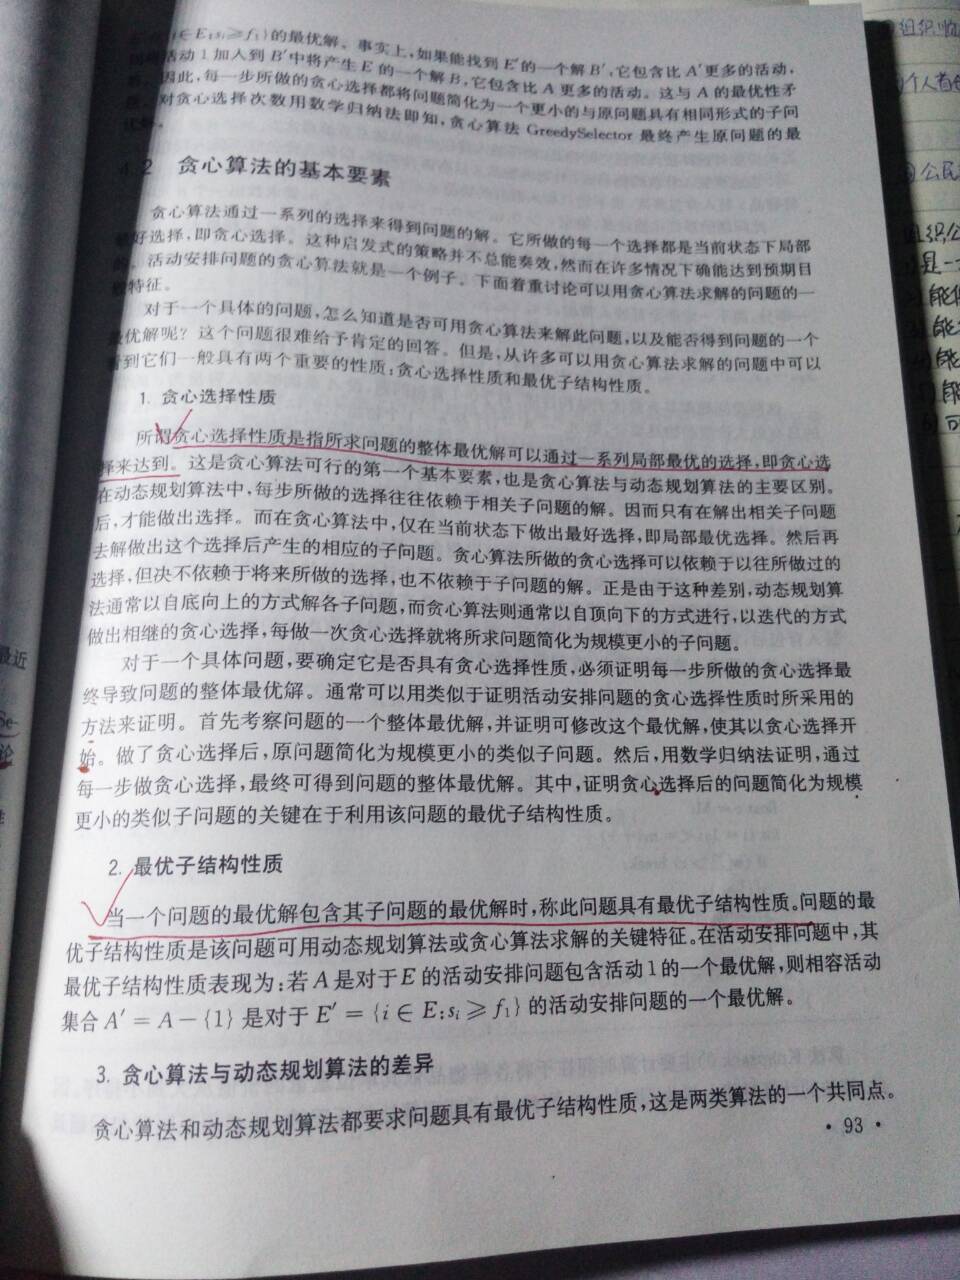 i∈E:si≥f1}的最优解。事实上,如果能找到E′的一个解B′,它包含比A′更多的活动,
活动1加入到B′中将产生E的一个解B,它包含比A更多的活动。这与A的最优性矛
因此,每一步所做的贪心选择都将问题简化为一个更小的与原问题具有相同形式的子问
对贪心选择次数用数学归纳法即知,贪心算法GreedySelector最终产生原问题的最
4.2 贪心算法的基本要素
贪心算法通过一系列的选择来得到问题的解。它所做的每一个选择都是当前状态下局部
好选择,即贪心选择。这种启发式的策略并不总能奏效,然而在许多情况下确能达到预期目
活动安排问题的贪心算法就是一个例子。下面着重讨论可以用贪心算法求解的问题的一
特征。
对于一个具体的问题,怎么知道是否可用贪心算法来解此问题,以及能否得到问题的一个
最优解呢?这个问题很难给予肯定的回答。但是,从许多可以用贪心算法求解的问题中可以
看到它们一般具有两个重要的性质:贪心选择性质和最优子结构性质。
1. 贪心选择性质
所谓贪心选择性质是指所求问题的整体最优解可以通过一系列局部最优的选择,即贪心选
择来达到。这是贪心算法可行的第一个基本要素,也是贪心算法与动态规划算法的主要区别。
在动态规划算法中,每步所做的选择往往依赖于相关子问题的解。因而只有在解出相关子问题
后,才能做出选择。而在贪心算法中,仅在当前状态下做出最好选择,即局部最优选择。然后再
去解做出这个选择后产生的相应的子问题。贪心算法所做的贪心选择可以依赖于以往所做过的
选择,但决不依赖于将来所做的选择,也不依赖于子问题的解。正是由于这种差别,动态规划算
法通常以自底向上的方式解各子问题,而贪心算法则通常以自顶向下的方式进行,以迭代的方式
做出相继的贪心选择,每做一次贪心选择就将所求问题简化为规模更小的子问题。
对于一个具体问题,要确定它是否具有贪心选择性质,必须证明每一步所做的贪心选择最
终导致问题的整体最优解。通常可以用类似于证明活动安排问题的贪心选择性质时所采用的
方法来证明。首先考察问题的一个整体最优解,并证明可修改这个最优解,使其以贪心选择开
始。做了贪心选择后,原问题简化为规模更小的类似子问题。然后,用数学归纳法证明,通过
每一步做贪心选择,最终可得到问题的整体最优解。其中,证明贪心选择后的问题简化为规模
更小的类似子问题的关键在于利用该问题的最优子结构性质。
2. 最优子结构性质
当一个问题的最优解包含其子问题的最优解时,称此问题具有最优子结构性质。问题的最
优子结构性质是该问题可用动态规划算法或贪心算法求解的关键特征。在活动安排问题中,其
最优子结构性质表现为:若A是对于E的活动安排问题包含活动1的一个最优解,则相容活动
集合A′=A-{1}是对于E′={i∈E:si≥f1}的活动安排问题的一个最优解。
3. 贪心算法与动态规划算法的差异
贪心算法和动态规划算法都要求问题具有最优子结构性质,这是两类算法的一个共同点。
• 93 •
最近
Se-
论
公民
组织公
是一
能
能
能